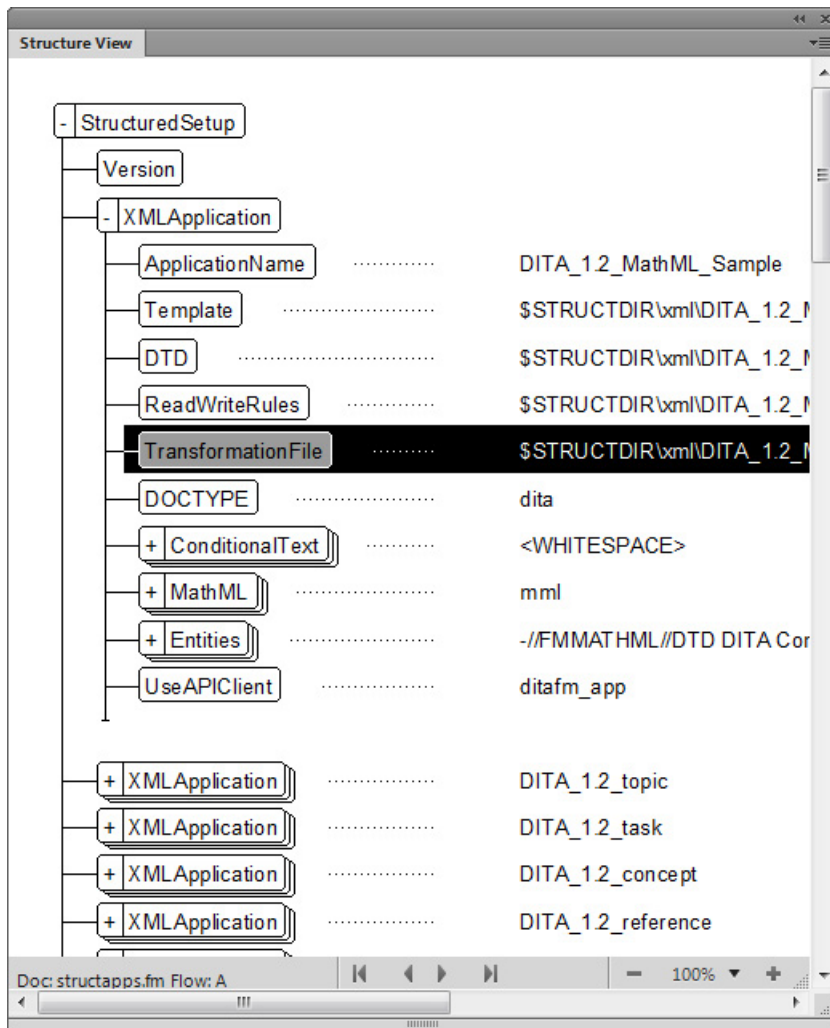 Structure View
- StructuredSetup
Version
- XMLApplication
ApplicationName DITA_1.2_MathML_Sample
Template $STRUCTDIR\xml\DITA_1.2_
DTD $STRUCTDIR\xml\DITA_1.2_
ReadWriteRules $STRUCTDIR\xml\DITA_1.2_
TransformationFile $STRUCTDIR\xml\DITA_1.2_
DOCTYPE dita
+ ConditionalText <WHITESPACE>
+ MathML mml
+ Entities -//FMMATHML//DTD DITA Con
UseAPIClient ditafm_app
+ XMLApplication DITA_1.2_topic
+ XMLApplication DITA_1.2_task
+ XMLApplication DITA_1.2_concept
+ XMLApplication DITA_1.2_reference
Doc: structapps.fm Flow: A 100%